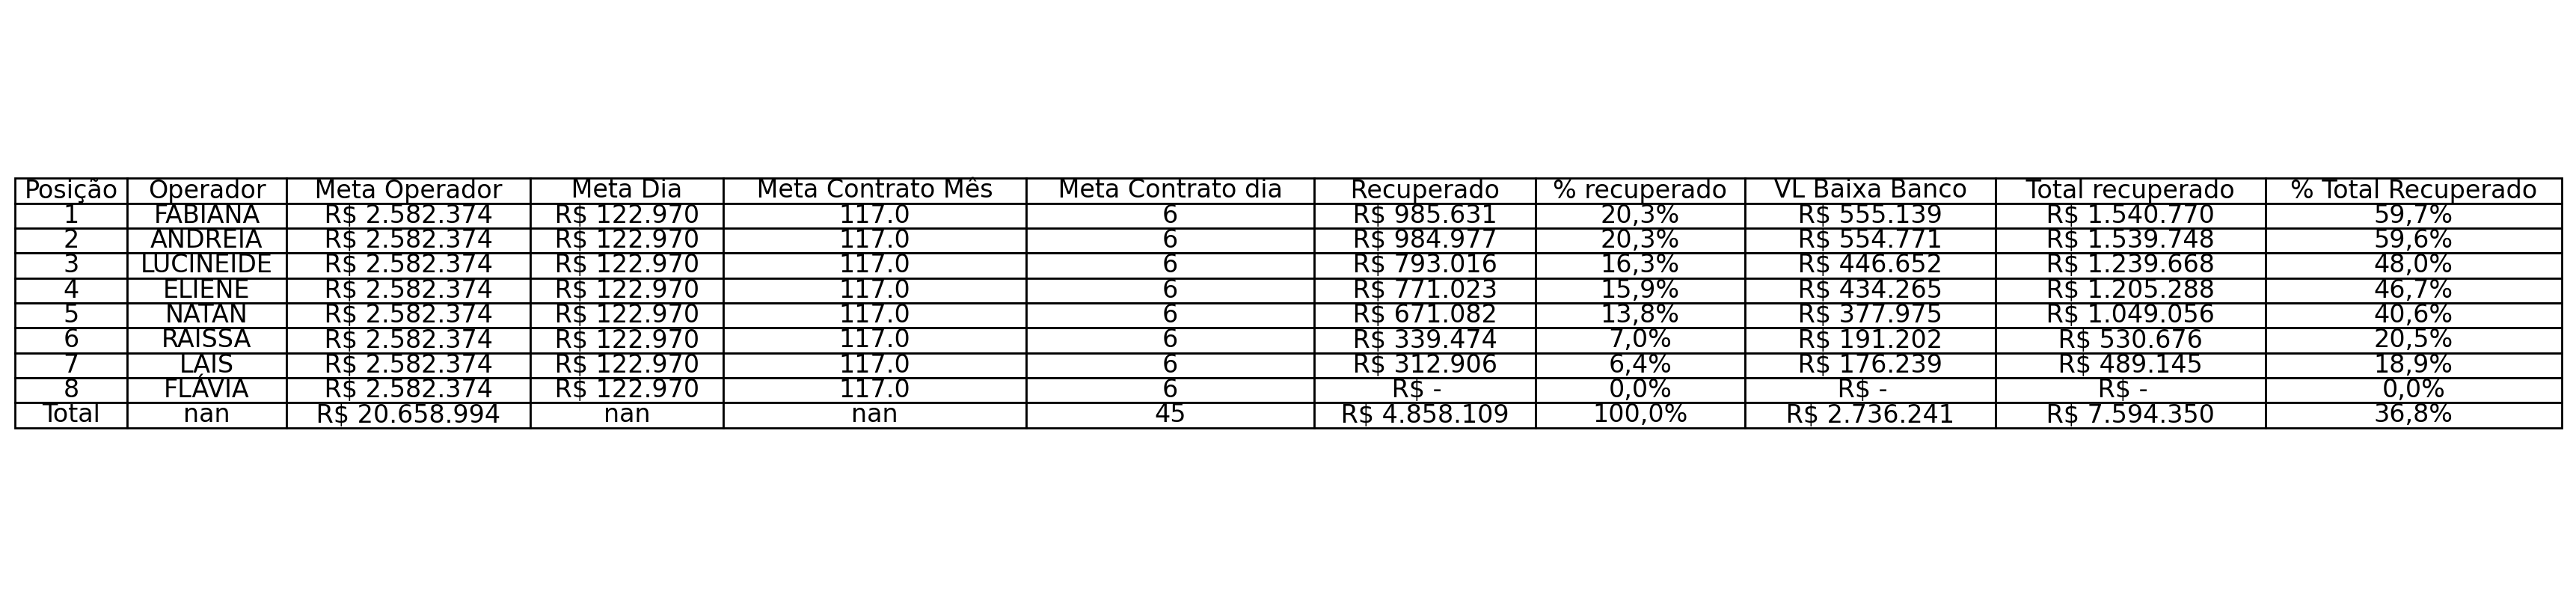 Posição Operador Meta Operador Meta Dia Meta Contrato Mês Meta Contrato dia Recuperado % recuperado VL Baixa Banco Total recuperado % Total Recuperado
1 FABIANA R$ 2.582.374 R$ 122.970 117.0 6 R$ 985.631 20,3% R$ 555.139 R$ 1.540.770 59,7%
2 ANDREIA R$ 2.582.374 R$ 122.970 117.0 6 R$ 984.977 20,3% R$ 554.771 R$ 1.539.748 59,6%
3 LUCINEIDE R$ 2.582.374 R$ 122.970 117.0 6 R$ 793.016 16,3% R$ 446.652 R$ 1.239.668 48,0%
4 ELIENE R$ 2.582.374 R$ 122.970 117.0 6 R$ 771.023 15,9% R$ 434.265 R$ 1.205.288 46,7%
5 NATAN R$ 2.582.374 R$ 122.970 117.0 6 R$ 671.082 13,8% R$ 377.975 R$ 1.049.056 40,6%
6 RAISSA R$ 2.582.374 R$ 122.970 117.0 6 R$ 339.474 7,0% R$ 191.202 R$ 530.676 20,5%
7 LAIS R$ 2.582.374 R$ 122.970 117.0 6 R$ 312.906 6,4% R$ 176.239 R$ 489.145 18,9%
8 FLÁVIA R$ 2.582.374 R$ 122.970 117.0 6 R$ - 0,0% R$ - R$ - 0,0%
Total nan R$ 20.658.994 nan nan 45 R$ 4.858.109 100,0% R$ 2.736.241 R$ 7.594.350 36,8%